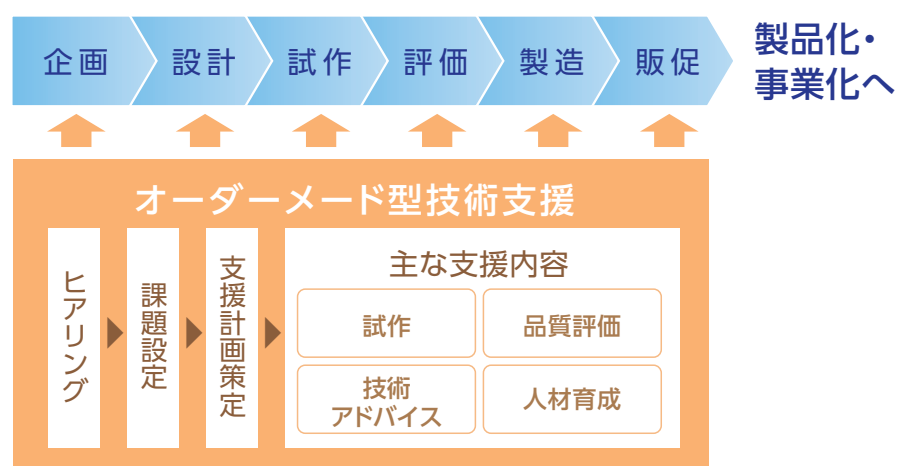 企画
設計
試作
評価
製造
販促
製品化・
事業化へ
オーダーメード型技術支援
ヒアリング
課題設定
支援計画策定
主な支援内容
試作
品質評価
技術
アドバイス
人材育成